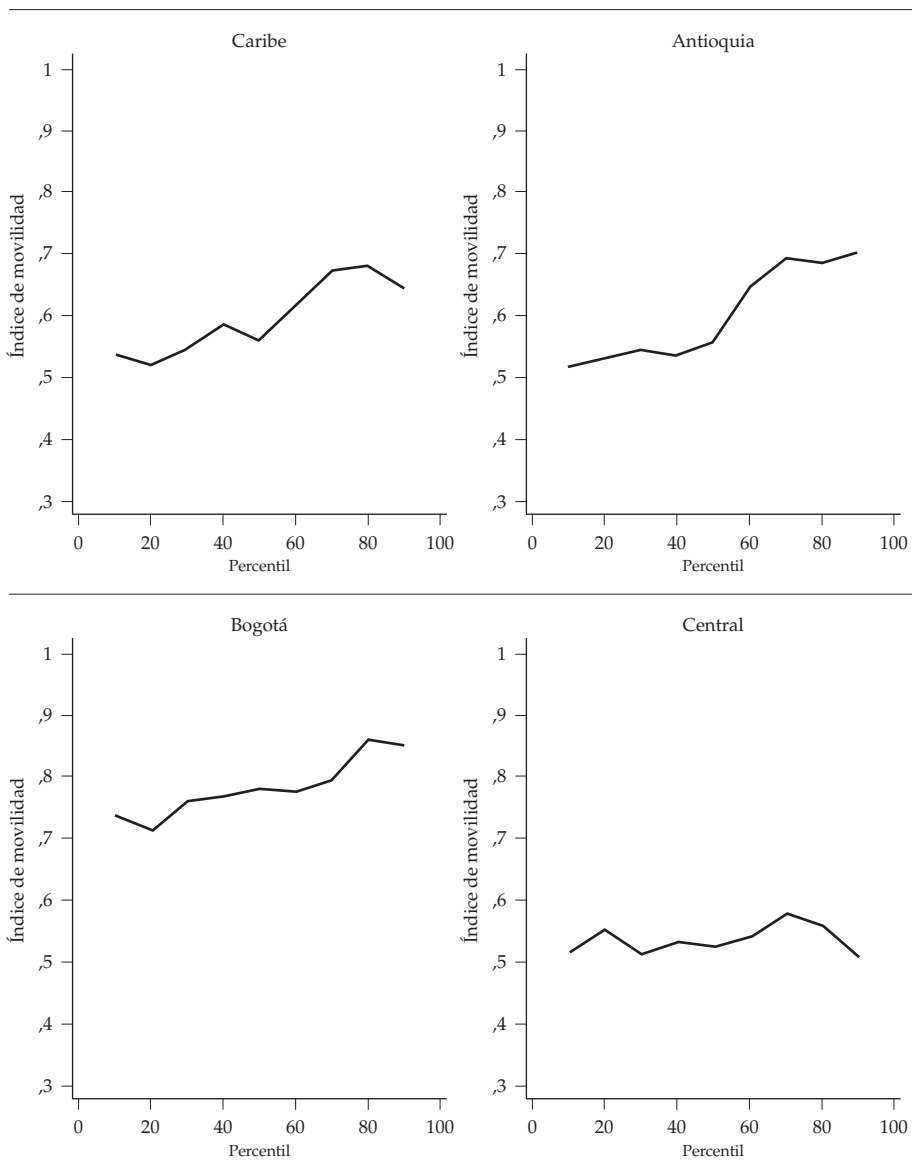 Caribe
1
,9
,8
,7
,6
,5
,4
,3
Índice de movilidad
0 20 40 60 80 100
Percentil
Antioquia
1
,9
,8
,7
,6
,5
,4
,3
Índice de movilidad
0 20 40 60 80 100
Percentil
Bogotá
1
,9
,8
,7
,6
,5
,4
,3
Índice de movilidad
0 20 40 60 80 100
Percentil
Central
1
,9
,8
,7
,6
,5
,4
,3
Índice de movilidad
0 20 40 60 80 100
Percentil